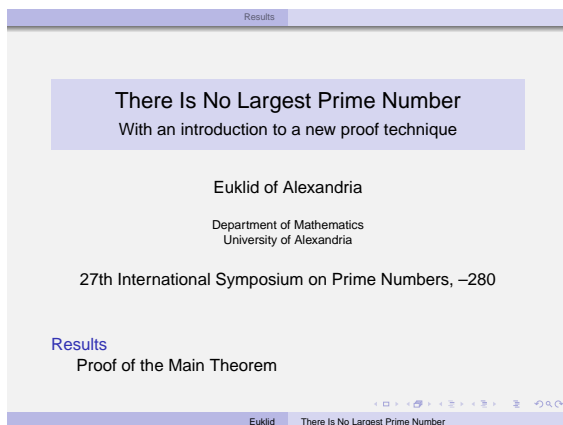 Results
There Is No Largest Prime Number
With an introduction to a new proof technique
Euklid of Alexandria
Department of Mathematics
University of Alexandria
27th International Symposium on Prime Numbers, –280
Results
Proof of the Main Theorem
Euklid There Is No Largest Prime Number